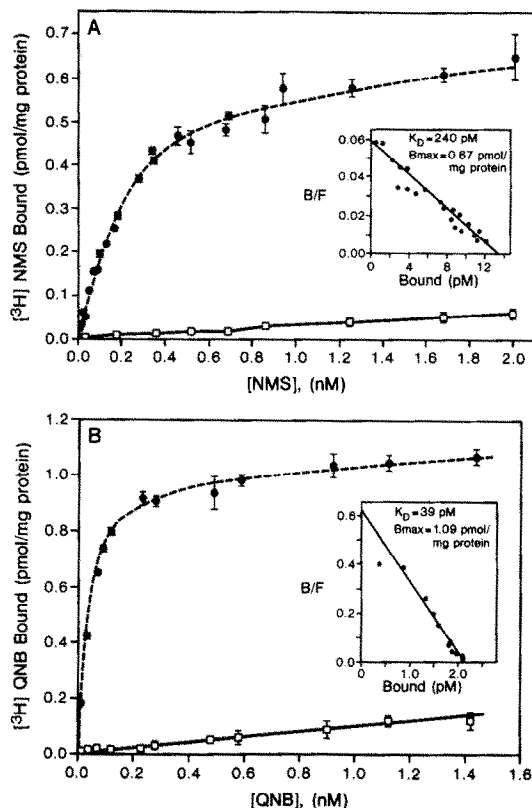 A
[³H] NMS Bound (pmol/mg protein)
0.7
0.6
0.5
0.4
0.3
0.2
0.1
0.0
0.0 0.2 0.4 0.6 0.8 1.0 1.2 1.4 1.6 1.8 2.0
[NMS], (nM)
K_D = 240 pM
Bmax = 0.67 pmol/
mg protein
B/F
0.06
0.04
0.02
0.00
0 4 8 12
Bound (pM)
B
[³H] QNB Bound (pmol/mg protein)
1.2
1.0
0.8
0.6
0.4
0.2
0.0
0.0 0.2 0.4 0.6 0.8 1.0 1.2 1.4 1.6
[QNB], (nM)
K_D = 39 pM
Bmax = 1.09 pmol/
mg protein
B/F
0.6
0.4
0.2
0.0
0.0 1.0 2.0
Bound (pM)